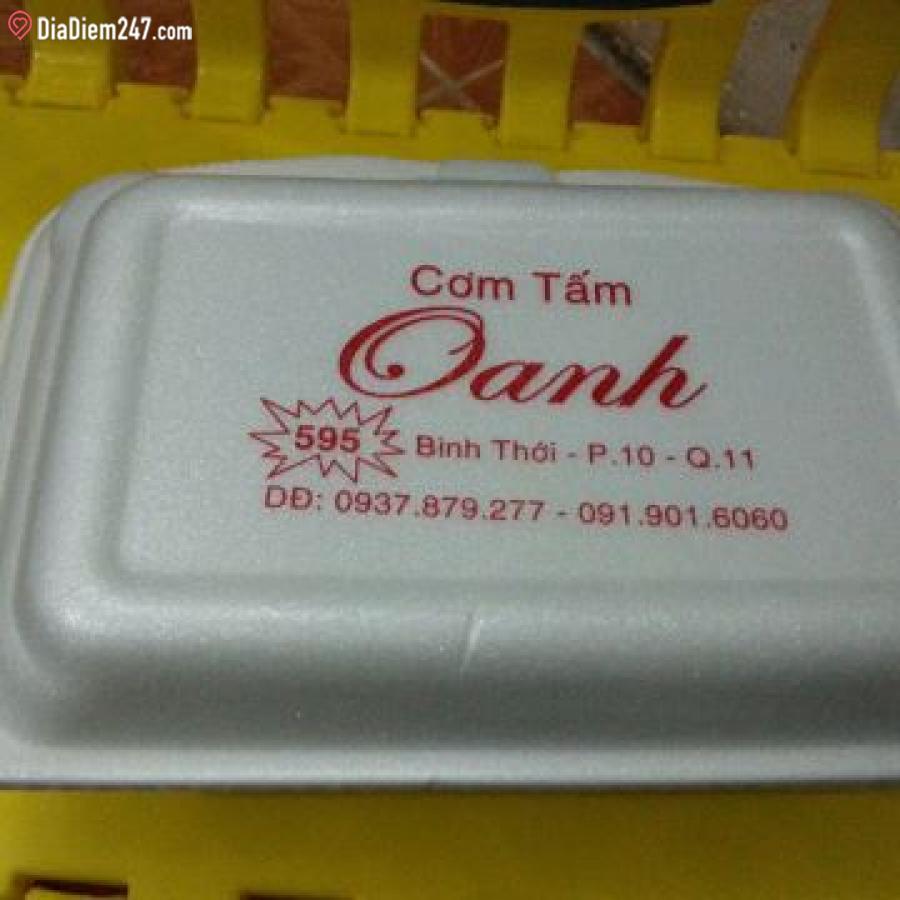 DiaDiem247.com
Cơm Tấm
Oanh
595 Bình Thới - P.10 - Q.11
DĐ: 0937.879.277 - 091.901.6060